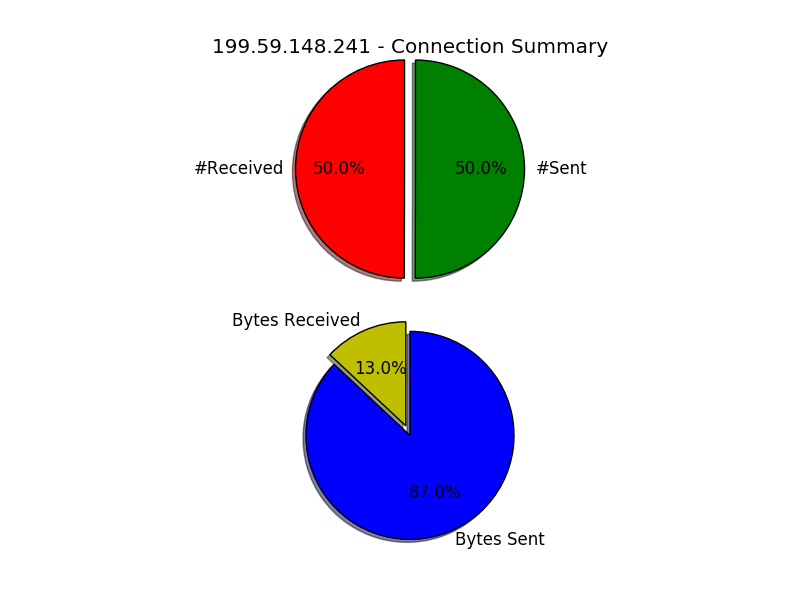 199.59.148.241 - Connection Summary
#Received
50.0%
50.0%
#Sent
Bytes Received
13.0%
87.0%
Bytes Sent